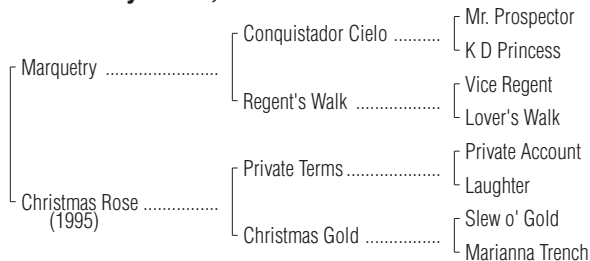 Mr. Prospector
Conquistador Cielo ..........
K D Princess
Marquetry ........................
Vice Regent
Regent's Walk ..................
Lover's Walk
Private Account
Private Terms....................
Laughter
Christmas Rose ................
(1995)
Slew o' Gold
Christmas Gold ................
Marianna Trench